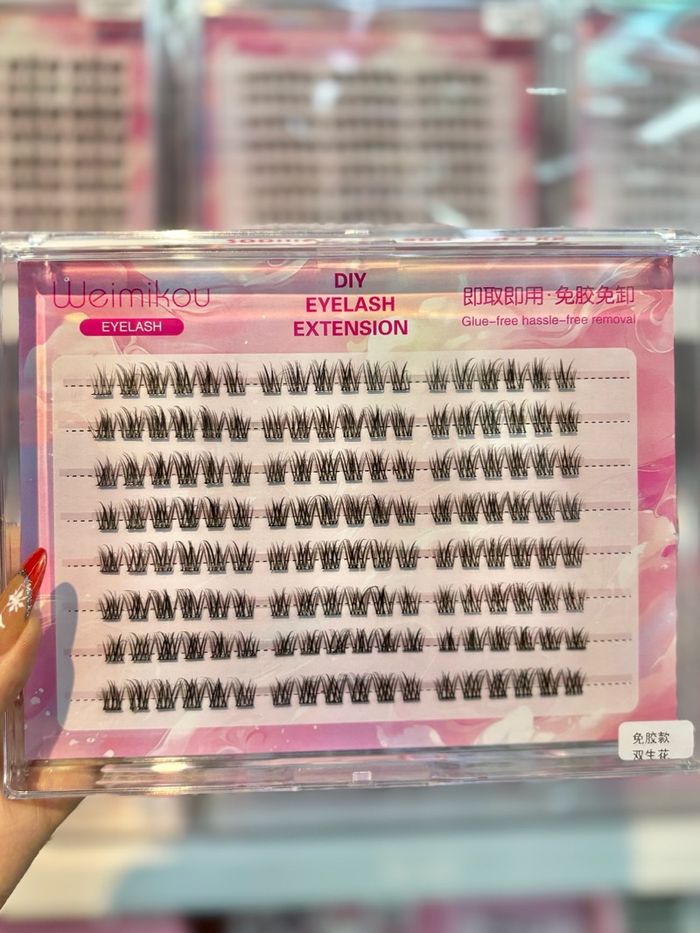 Weimikou
EYELASH
DIY
EYELASH
EXTENSION
即取即用·免胶免卸
Glue-free hassle-free removal
免胶款
双生花